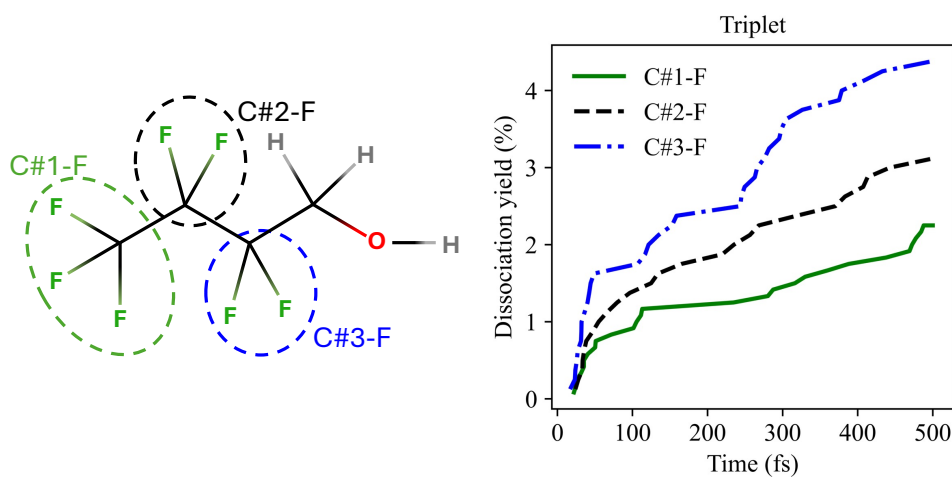 C#2-F
F
F
H
H
C#1-F
F
O
H
F
F
F
F
C#3-F
Triplet
C#1-F
C#2-F
C#3-F
Dissociation yield (%)
4
3
2
1
0
0 100 200 300 400 500
Time (fs)